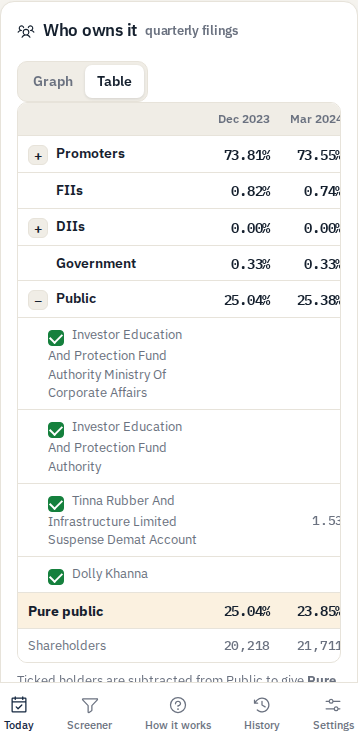 Who owns it quarterly filings
Graph Table
Dec 2023 Mar 2024
+ Promoters 73.81% 73.55%
FIIs 0.82% 0.74%
+ DIIs 0.00% 0.00%
Government 0.33% 0.33%
− Public 25.04% 25.38%
Investor Education
And Protection Fund
Authority Ministry Of
Corporate Affairs
Investor Education
And Protection Fund
Authority
Tinna Rubber And
Infrastructure Limited 1.53
Suspense Demat Account
Dolly Khanna
Pure public 25.04% 23.85%
Shareholders 20,218 21,711
Ticked holders are subtracted from Public to give Pure
Today Screener How it works History Settings